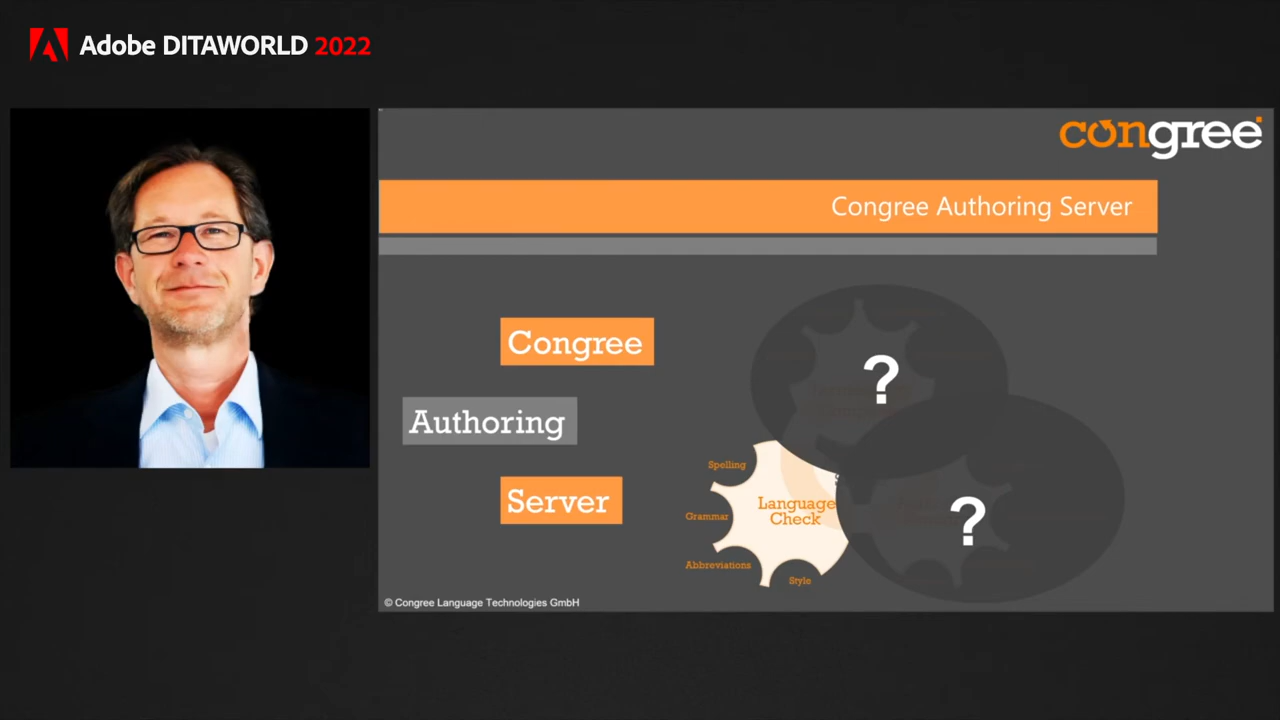 Adobe DITAWORLD 2022
congree
Congree Authoring Server
Congree
?
Authoring
Spelling
Server
Language
Check
Grammar
?
Abbreviations
Style
© Congree Language Technologies GmbH